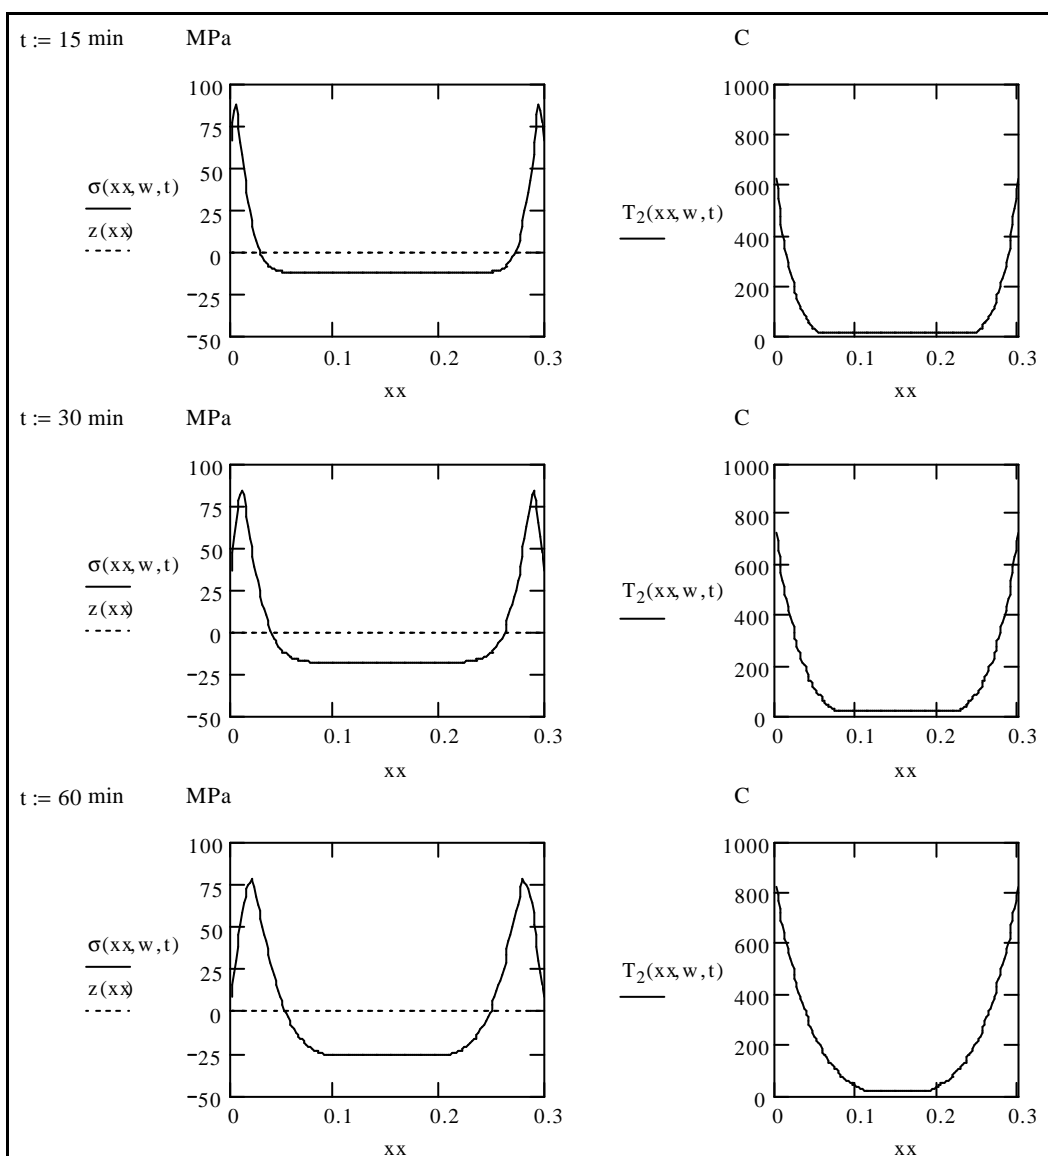 t := 15 min MPa C
100
75
50
25
0
−25
−50
0 0.1 0.2 0.3
xx
σ(xx,w,t)
z(xx)
1000
800
600
400
200
0
0 0.1 0.2 0.3
xx
T2(xx,w,t)
t := 30 min MPa C
100
75
50
25
0
−25
−50
0 0.1 0.2 0.3
xx
σ(xx,w,t)
z(xx)
1000
800
600
400
200
0
0 0.1 0.2 0.3
xx
T2(xx,w,t)
t := 60 min MPa C
100
75
50
25
0
−25
−50
0 0.1 0.2 0.3
xx
σ(xx,w,t)
z(xx)
1000
800
600
400
200
0
0 0.1 0.2 0.3
xx
T2(xx,w,t)